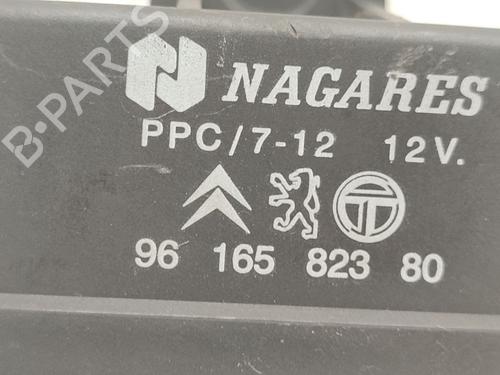 NAGARES
PPC/7-12 12V.
96 165 823 80
B-PARTS